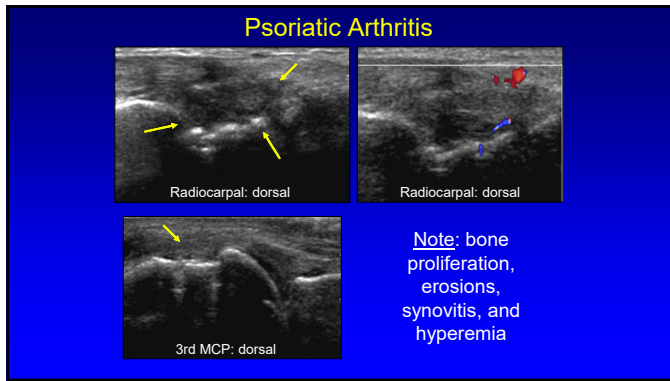 Psoriatic Arthritis
Radiocarpal: dorsal
Radiocarpal: dorsal
3rd MCP: dorsal
Note: bone
proliferation,
erosions,
synovitis, and
hyperemia